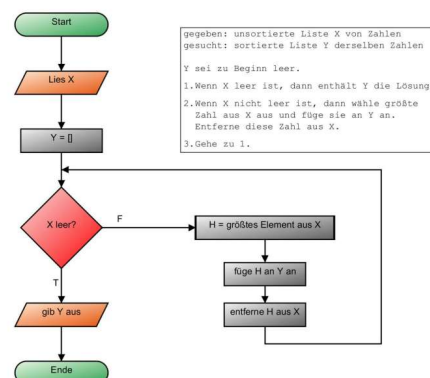 Start
gegeben: unsortierte Liste X von Zahlen
gesucht: sortierte Liste Y derselben Zahlen
Y sei zu Beginn leer.
1.Wenn X leer ist, dann enthält Y die Lösung
2.Wenn X nicht leer ist, dann wähle größte
Zahl aus X aus und füge sie an Y an.
Entferne diese Zahl aus X.
3.Gehe zu 1.
Lies X
Y = []
X leer?
F
H = größtes Element aus X
füge H an Y an
entferne H aus X
T
gib Y aus
Ende